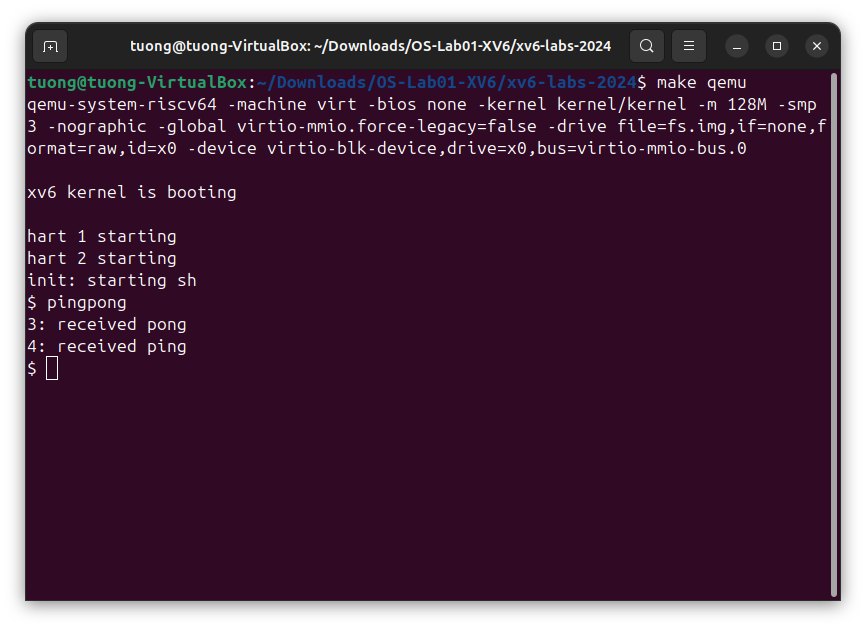 tuong@tuong-VirtualBox: ~/Downloads/OS-Lab01-XV6/xv6-labs-2024
tuong@tuong-VirtualBox:~/Downloads/OS-Lab01-XV6/xv6-labs-2024$ make qemu
qemu-system-riscv64 -machine virt -bios none -kernel kernel/kernel -m 128M -smp
3 -nographic -global virtio-mmio.force-legacy=false -drive file=fs.img,if=none,f
ormat=raw,id=x0 -device virtio-blk-device,drive=x0,bus=virtio-mmio-bus.0
xv6 kernel is booting
hart 1 starting
hart 2 starting
init: starting sh
$ pingpong
3: received pong
4: received ping
$